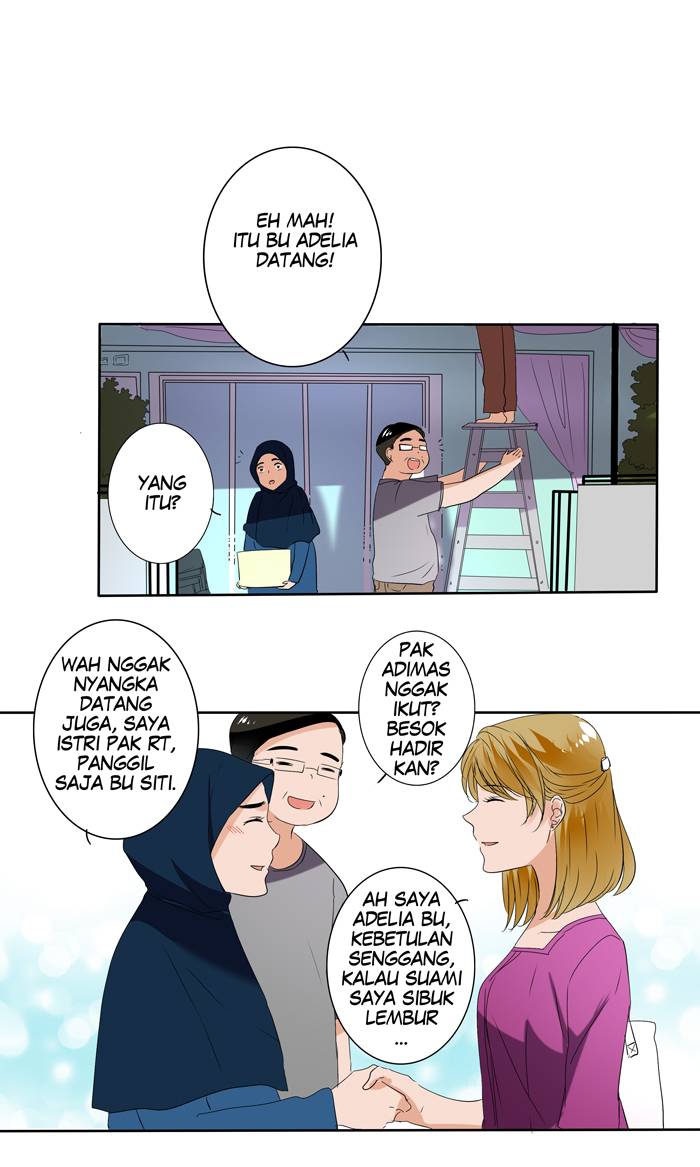 EH MAH!
ITU BU ADELIA
DATANG!
YANG
ITU?
WAH NGGAK
NYANGKA
DATANG
JUGA, SAYA
ISTRI PAK RT,
PANGGIL
SAJA BU SITI.
PAK
ADIMAS
NGGAK
IKUT?
BESOK
HADIR
KAN?
AH SAYA
ADELIA BU,
KEBETULAN
SENGGANG,
KALAU SUAMI
SAYA SIBUK
LEMBUR
...